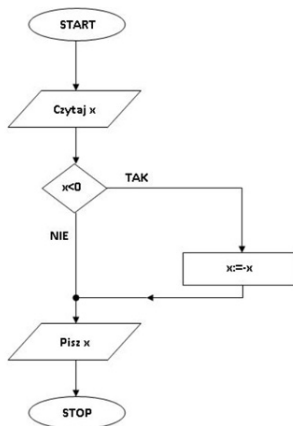 START
Czytaj x
x<0
TAK
NIE
x:=-x
Pisz x
STOP